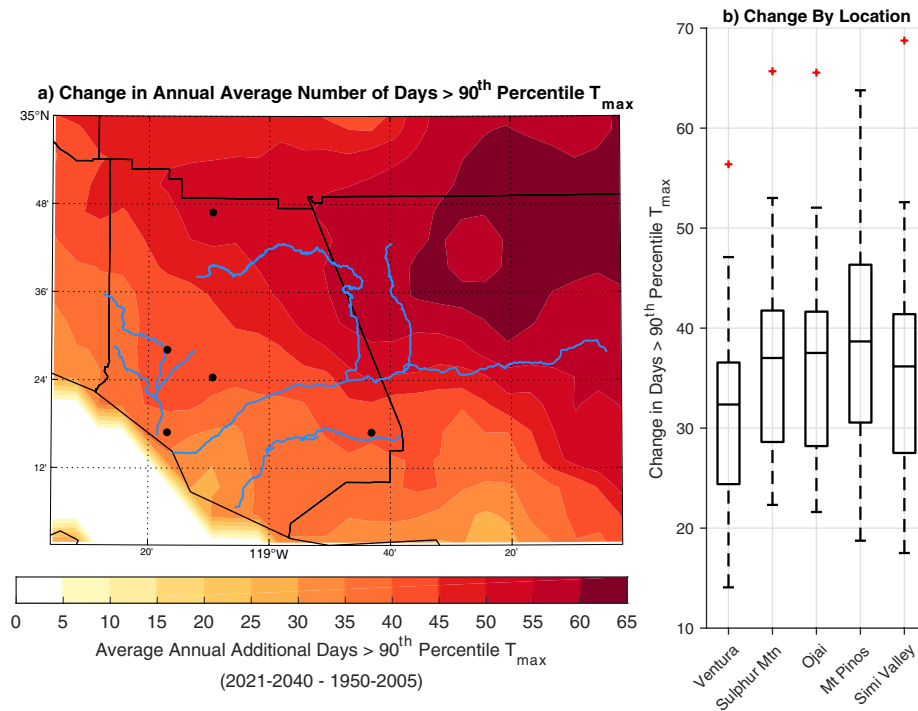 a) Change in Annual Average Number of Days > 90th Percentile Tmax
35°N
48'
36'
24'
12'
20' 119°W 40' 20'
0 5 10 15 20 25 30 35 40 45 50 55 60 65
Average Annual Additional Days > 90th Percentile Tmax
(2021-2040 - 1950-2005)
b) Change By Location
Change in Days > 90th Percentile Tmax
70
60
50
40
30
20
10
Ventura
Sulphur Mtn
Ojai
Mt Pinos
Simi Valley